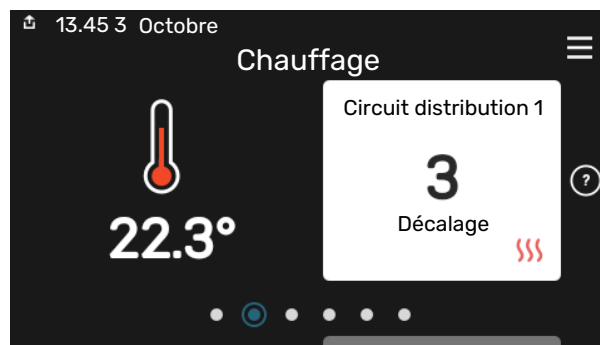 13.45 3 Octobre
Chauffage
Circuit distribution 1
3
Décalage
22.3°
?